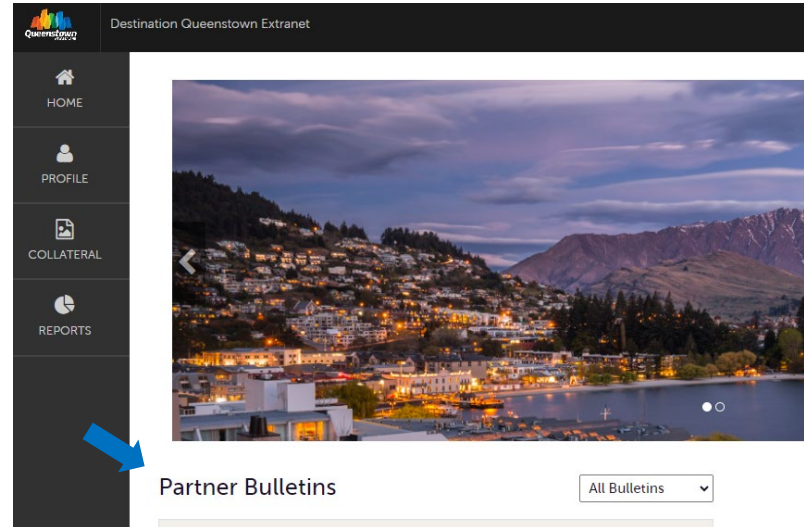 Queenstown
Destination Queenstown Extranet
HOME
PROFILE
COLLATERAL
REPORTS
Partner Bulletins
All Bulletins